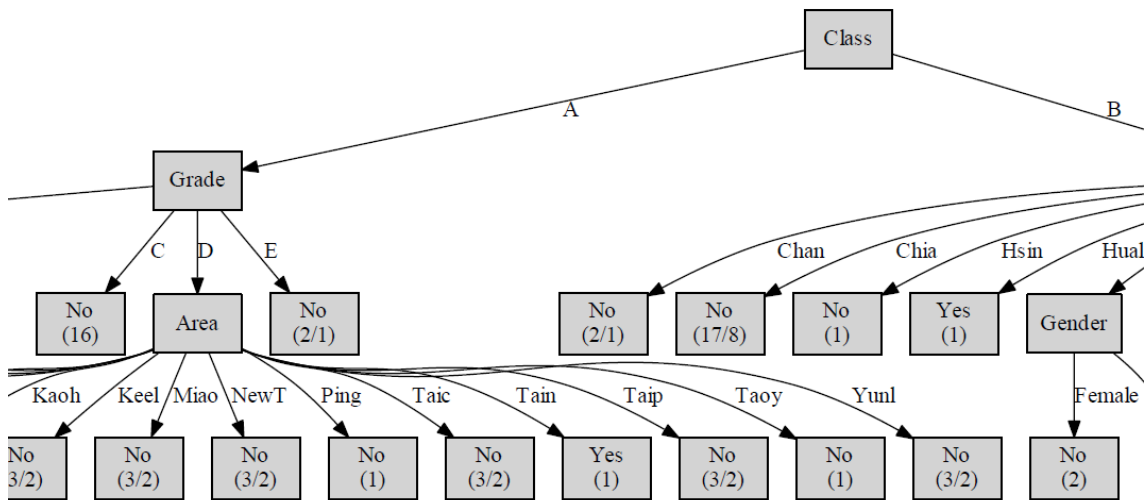 Class
A
B
Grade
C
D
E
Chan
Chia
Hsin
Hual
No
(16)
Area
No
(2/1)
No
(2/1)
No
(17/8)
No
(1)
Yes
(1)
Gender
Kaoh
Keel
Miao
NewT
Ping
Taic
Tain
Taip
Taoy
Yunl
Female
No
3/2)
No
(3/2)
No
(3/2)
No
(1)
No
(3/2)
Yes
(1)
No
(3/2)
No
(1)
No
(3/2)
No
(2)